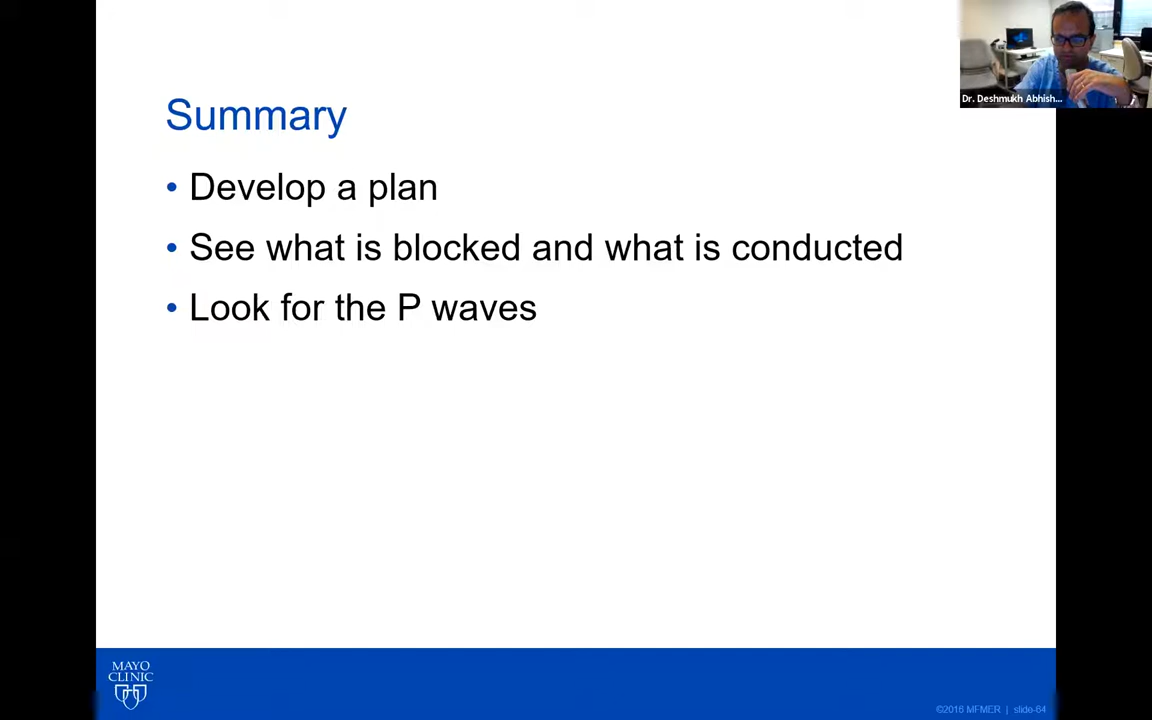 Dr. Deshmukh Abhish...
Summary
• Develop a plan
• See what is blocked and what is conducted
• Look for the P waves
MAYO
CLINIC
©2016 MFMER | slide-64